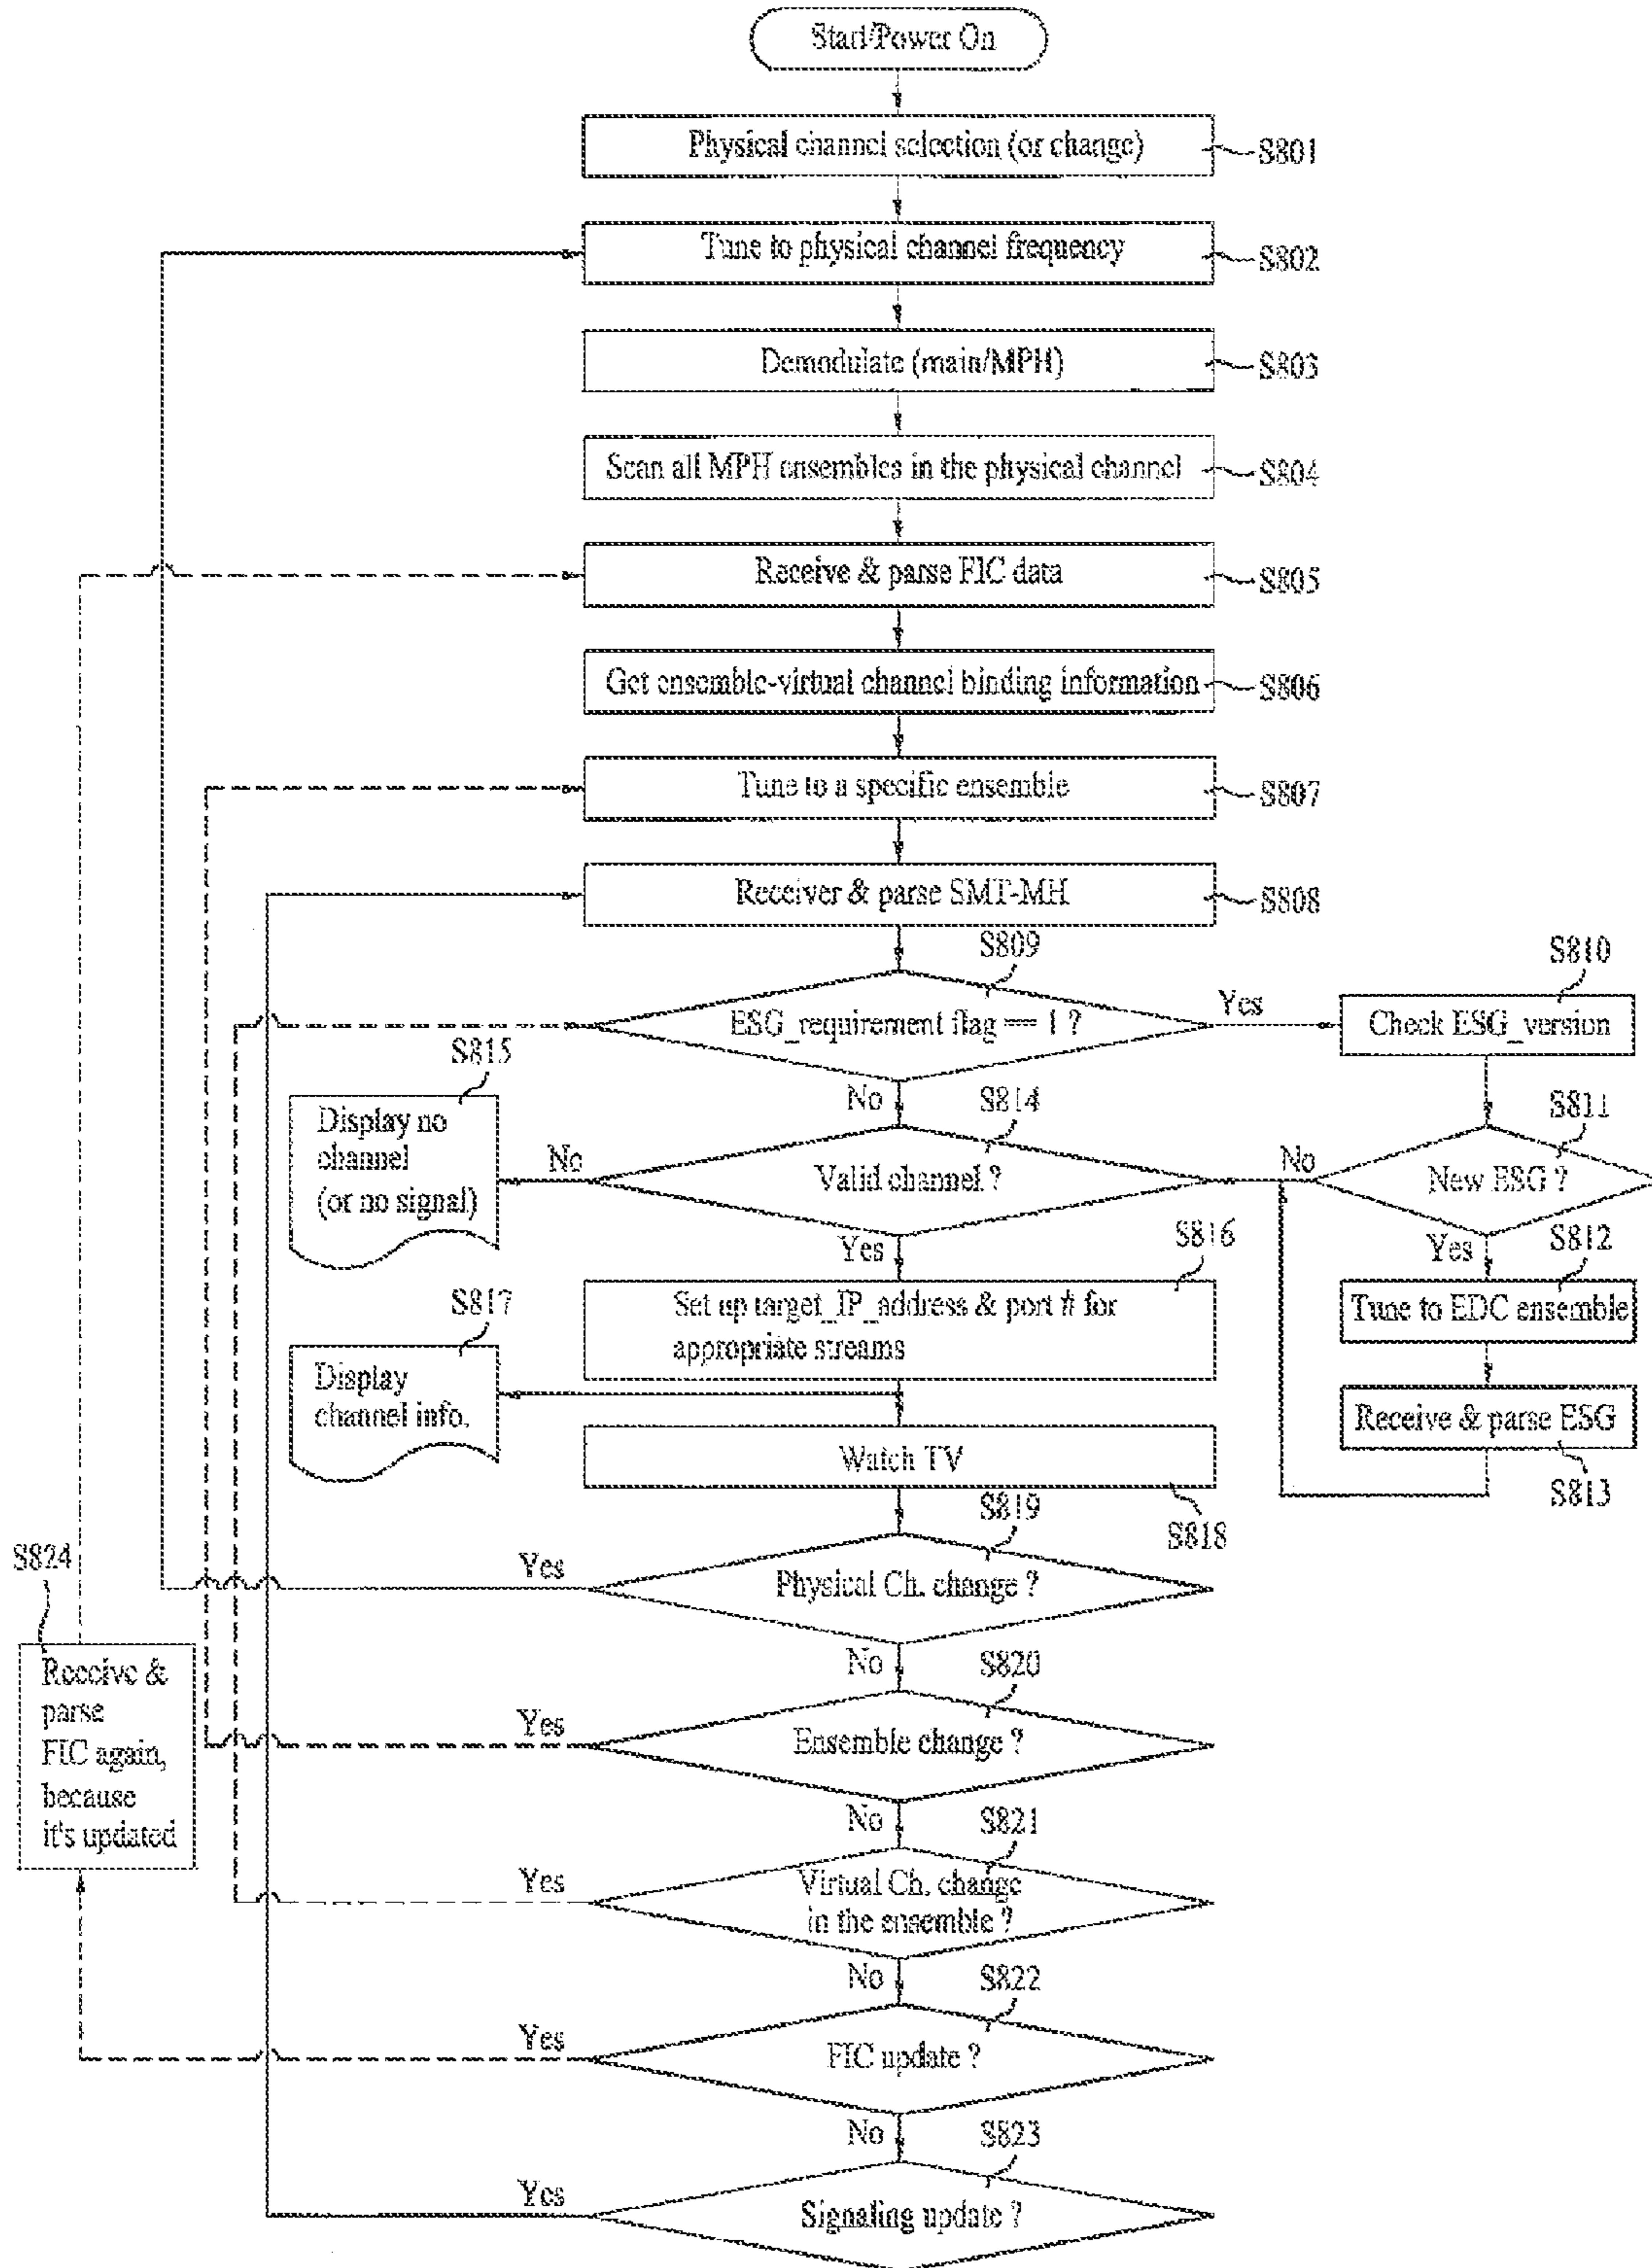 Start/Power On
Physical channel selection (or change)
S801
Tune to physical channel frequency
S802
Demodulate (main/MPH)
S803
Scan all MPH ensembles in the physical channel
S804
Receive & parse FIC data
S805
Get ensemble-virtual channel binding information
S806
Tune to a specific ensemble
S807
Receiver & parse SMT-MH
S808
S809
ESG_requirement flag == 1 ?
Yes
S810
Check ESG_version
S815
Display no
channel
(or no signal)
No
No
S814
Valid channel ?
No
S811
New ESG ?
Yes
S816
Yes
S812
Set up target_IP_address & port # for
appropriate streams
Tune to EDC ensemble
S817
Display
channel info.
Receive & parse ESG
S813
Watch TV
S818
S819
Physical Ch. change ?
Yes
S824
Receive &
parse
FIC again,
because
it's updated
No
S820
Ensemble change ?
Yes
No
S821
Virtual Ch. change
in the ensemble ?
Yes
No
S822
FIC update ?
Yes
No
S823
Signaling update ?
Yes